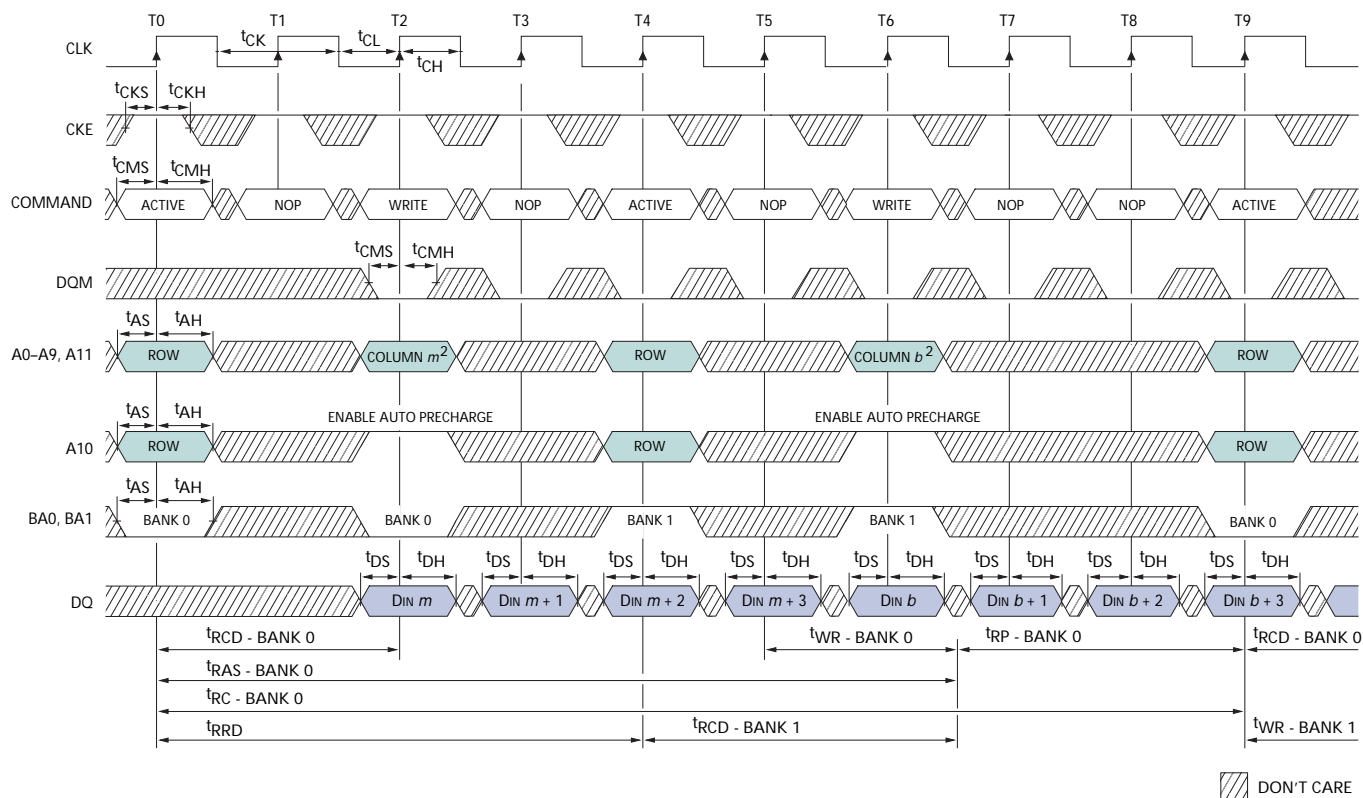 T0 T1 T2 T3 T4 T5 T6 T7 T8 T9
CLK tCK tCL tCH
tCKS tCKH
CKE
tCMS tCMH
COMMAND ACTIVE NOP WRITE NOP ACTIVE NOP WRITE NOP NOP ACTIVE
tCMS tCMH
DQM
tAS tAH
A0–A9, A11 ROW COLUMN m2 ROW COLUMN b2 ROW
tAS tAH ENABLE AUTO PRECHARGE ENABLE AUTO PRECHARGE
A10 ROW ROW ROW
tAS tAH
BA0, BA1 BANK 0 BANK 0 BANK 1 BANK 1 BANK 0
tDS tDH tDS tDH tDS tDH tDS tDH tDS tDH tDS tDH tDS tDH tDS tDH
DQ DIN m DIN m + 1 DIN m + 2 DIN m + 3 DIN b DIN b + 1 DIN b + 2 DIN b + 3
tRCD - BANK 0 tWR - BANK 0 tRP - BANK 0 tRCD - BANK 0
tRAS - BANK 0
tRC - BANK 0
tRRD tRCD - BANK 1 tWR - BANK 1
DON'T CARE